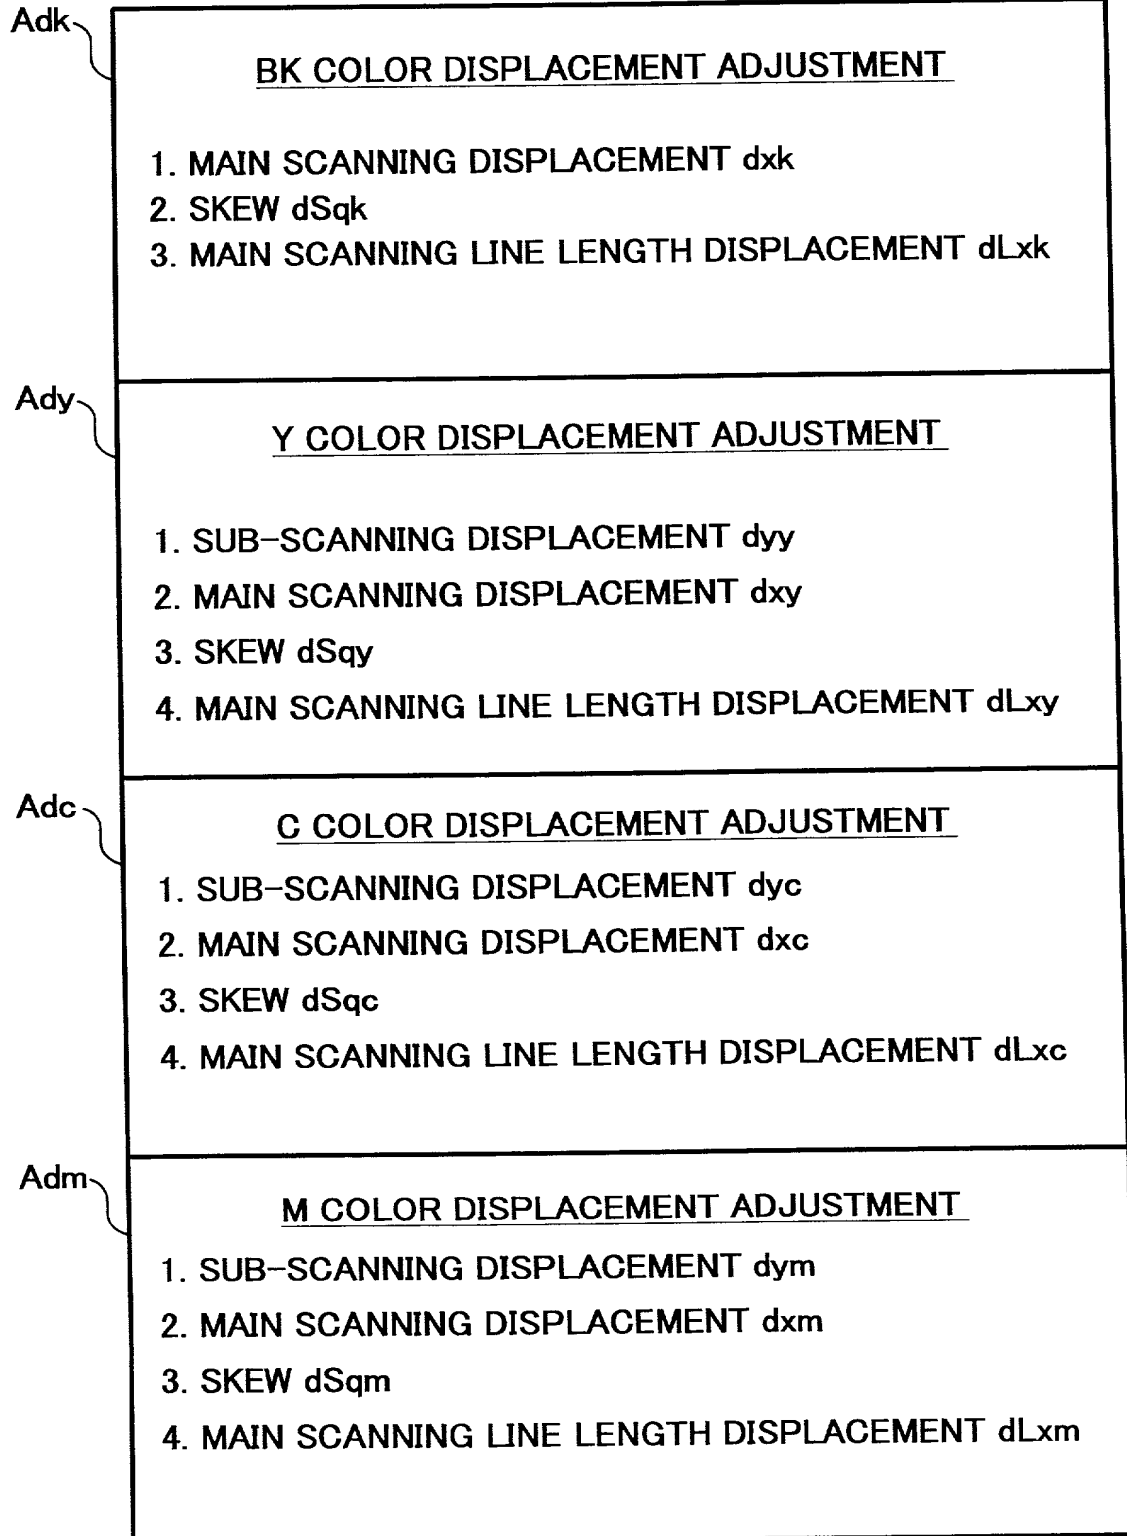 Adk
BK COLOR DISPLACEMENT ADJUSTMENT
1. MAIN SCANNING DISPLACEMENT dxk
2. SKEW dSqk
3. MAIN SCANNING LINE LENGTH DISPLACEMENT dLxk
Ady
Y COLOR DISPLACEMENT ADJUSTMENT
1. SUB-SCANNING DISPLACEMENT dyy
2. MAIN SCANNING DISPLACEMENT dxy
3. SKEW dSqy
4. MAIN SCANNING LINE LENGTH DISPLACEMENT dLxy
Adc
C COLOR DISPLACEMENT ADJUSTMENT
1. SUB-SCANNING DISPLACEMENT dyc
2. MAIN SCANNING DISPLACEMENT dxc
3. SKEW dSqc
4. MAIN SCANNING LINE LENGTH DISPLACEMENT dLxc
Adm
M COLOR DISPLACEMENT ADJUSTMENT
1. SUB-SCANNING DISPLACEMENT dym
2. MAIN SCANNING DISPLACEMENT dxm
3. SKEW dSqm
4. MAIN SCANNING LINE LENGTH DISPLACEMENT dLxm